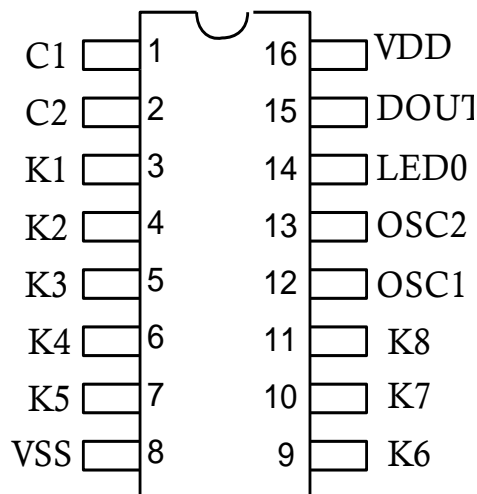 C1 1 16 VDD
C2 2 15 DOUT
K1 3 14 LED0
K2 4 13 OSC2
K3 5 12 OSC1
K4 6 11 K8
K5 7 10 K7
VSS 8 9 K6